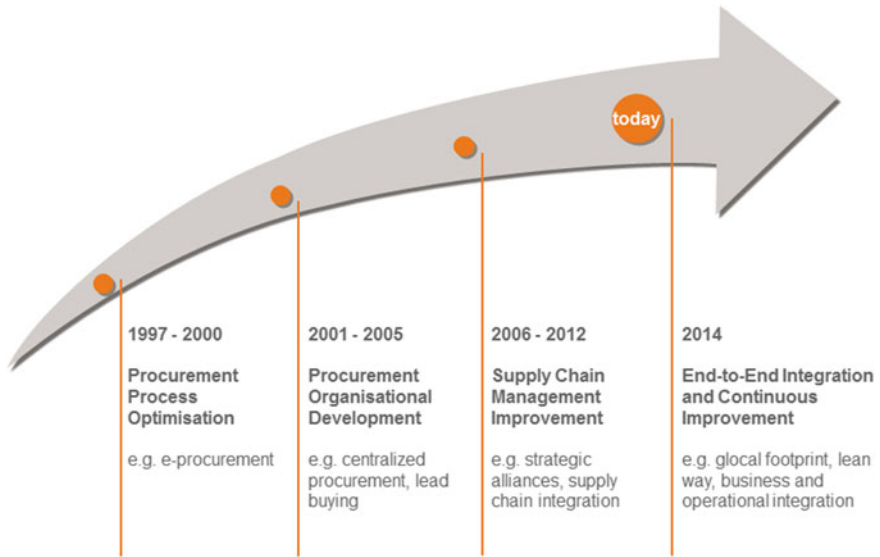 today
1997 - 2000
Procurement
Process
Optimisation
e.g. e-procurement
2001 - 2005
Procurement
Organisational
Development
e.g. centralized
procurement, lead
buying
2006 - 2012
Supply Chain
Management
Improvement
e.g. strategic
alliances, supply
chain integration
2014
End-to-End Integration
and Continuous
Improvement
e.g. glocal footprint, lean
way, business and
operational integration